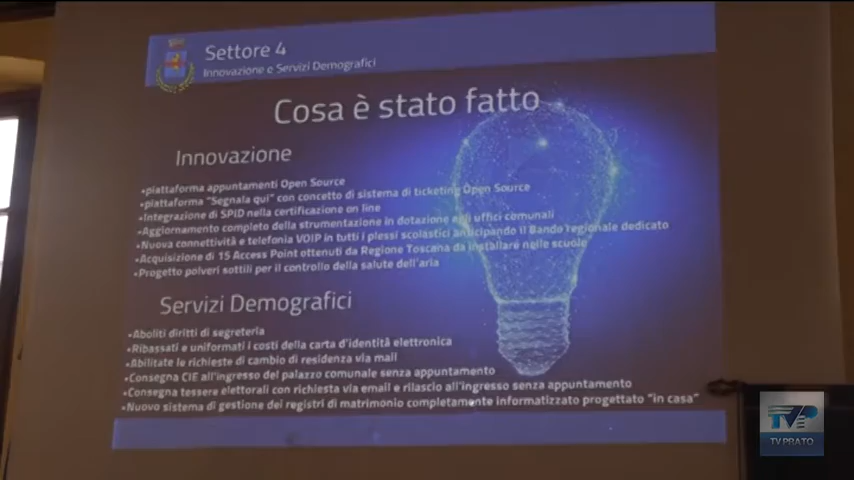 Settore 4
Innovazione e Servizi Demografici
Cosa è stato fatto
Innovazione
•piattaforma appuntamenti Open Source
•piattaforma "Segnala qui" con concetto di sistema di ticketing Open Source
•Integrazione di SPID nella certificazione on line
•Aggiornamento completo della strumentazione in dotazione agli uffici comunali
•Nuova connettività e telefonia VOIP in tutti i plessi scolastici anticipando il Bando regionale dedicato
•Acquisizione di 15 Access Point ottenuti da Regione Toscana da installare nelle scuole
•Progetto polveri sottili per il controllo della salute dell'aria
Servizi Demografici
•Aboliti diritti di segreteria
•Ribassati e uniformati i costi della carta d'identità elettronica
•Abilitate le richieste di cambio di residenza via mail
•Consegna CIE all'ingresso del palazzo comunale senza appuntamento
•Consegna tessere elettorali con richiesta via email e rilascio all'ingresso senza appuntamento
•Nuovo sistema di gestione dei registri di matrimonio completamente informatizzato progettato "in casa"
TVP
TV PRATO